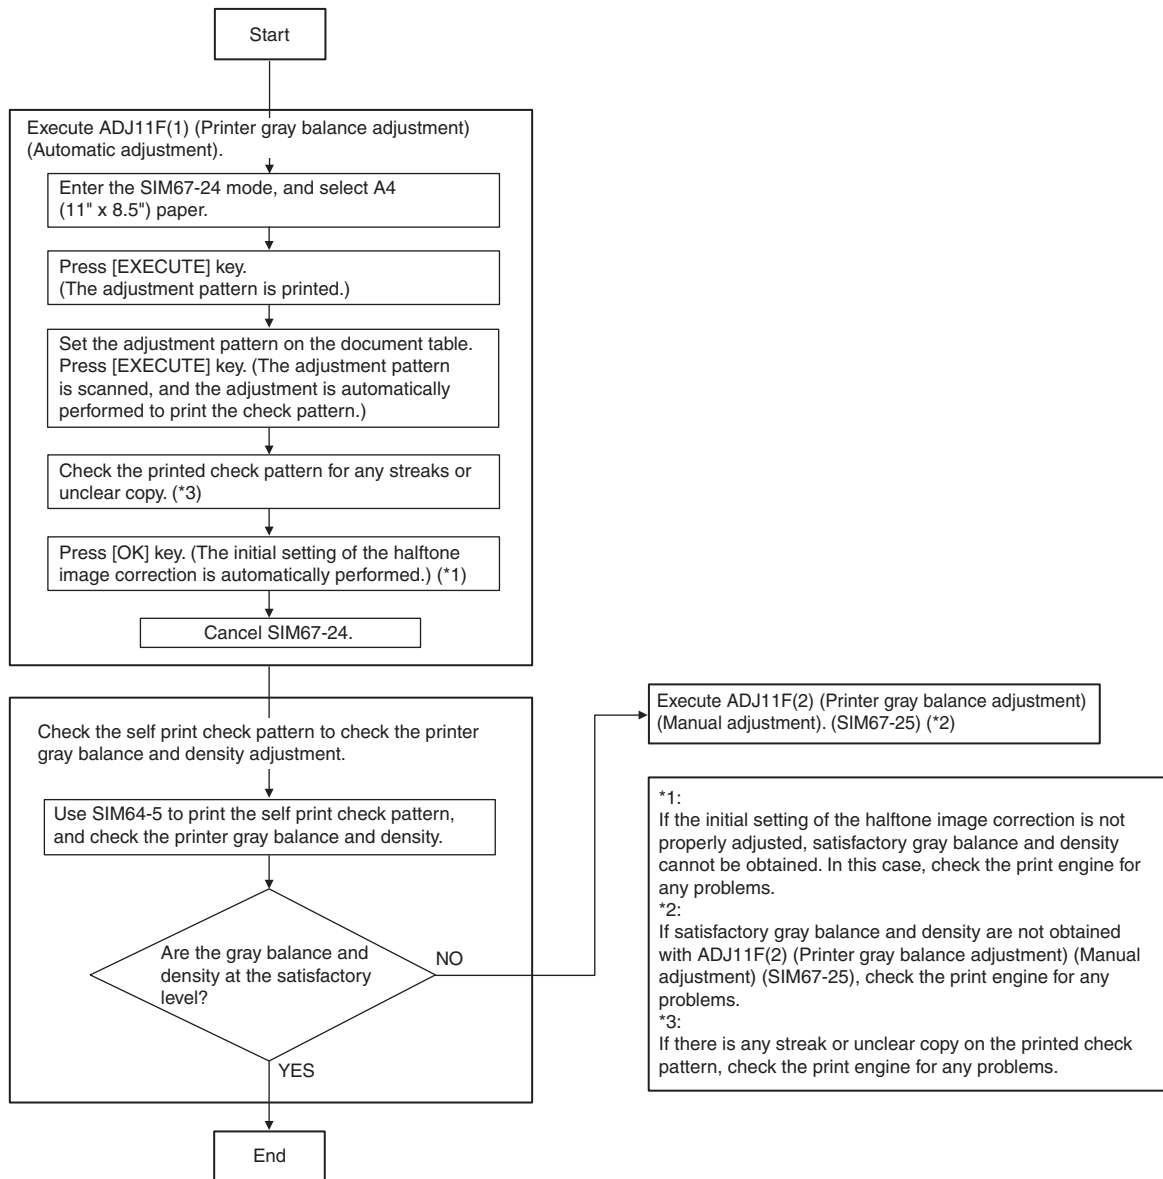 Start
Execute ADJ11F(1) (Printer gray balance adjustment)
(Automatic adjustment).
Enter the SIM67-24 mode, and select A4
(11" x 8.5") paper.
Press [EXECUTE] key.
(The adjustment pattern is printed.)
Set the adjustment pattern on the document table.
Press [EXECUTE] key. (The adjustment pattern
is scanned, and the adjustment is automatically
performed to print the check pattern.)
Check the printed check pattern for any streaks or
unclear copy. (*3)
Press [OK] key. (The initial setting of the halftone
image correction is automatically performed.) (*1)
Cancel SIM67-24.
Check the self print check pattern to check the printer
gray balance and density adjustment.
Use SIM64-5 to print the self print check pattern,
and check the printer gray balance and density.
Are the gray balance and
density at the satisfactory
level?
NO
YES
End
Execute ADJ11F(2) (Printer gray balance adjustment)
(Manual adjustment). (SIM67-25) (*2)
*1:
If the initial setting of the halftone image correction is not
properly adjusted, satisfactory gray balance and density
cannot be obtained. In this case, check the print engine for
any problems.
*2:
If satisfactory gray balance and density are not obtained
with ADJ11F(2) (Printer gray balance adjustment) (Manual
adjustment) (SIM67-25), check the print engine for any
problems.
*3:
If there is any streak or unclear copy on the printed check
pattern, check the print engine for any problems.